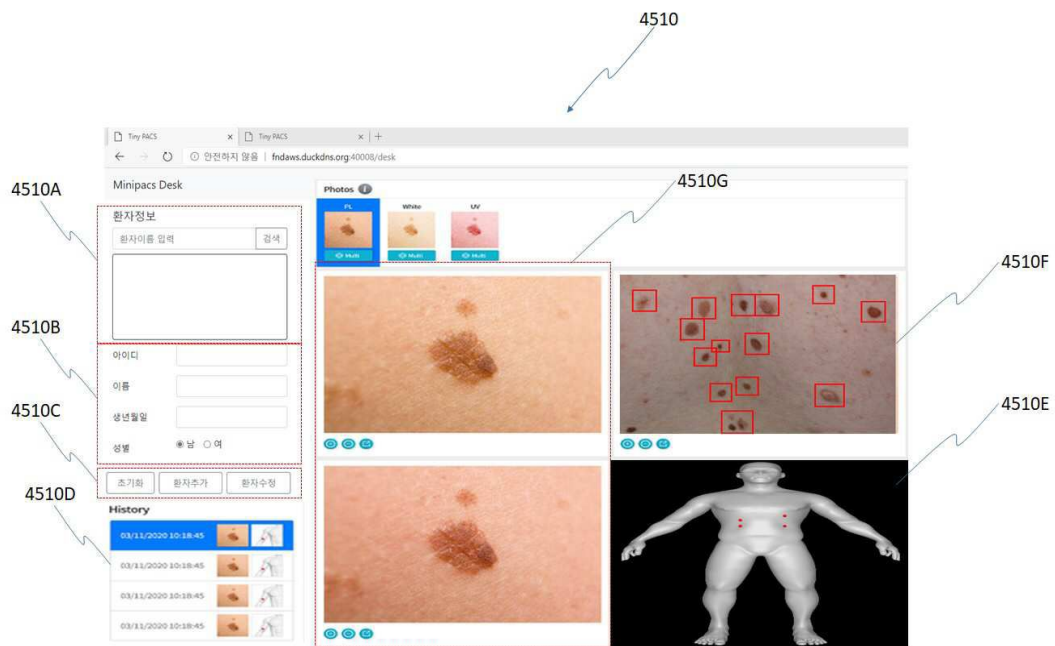 4510
Tiny PACS x Tiny PACS x +
안전하지 않음 | fndaws.duckdns.org:40008/desk
4510A
Minipacs Desk
Photos i
4510G
환자정보
PL White UV
환자이름 입력 검색
Multi Multi Multi
4510F
4510B
아이디
이름
4510C
생년월일
4510E
성별 남 여
4510D
초기화 환자추가 환자수정
History
03/11/2020 10:18:45
03/11/2020 10:18:45
03/11/2020 10:18:45
03/11/2020 10:18:45